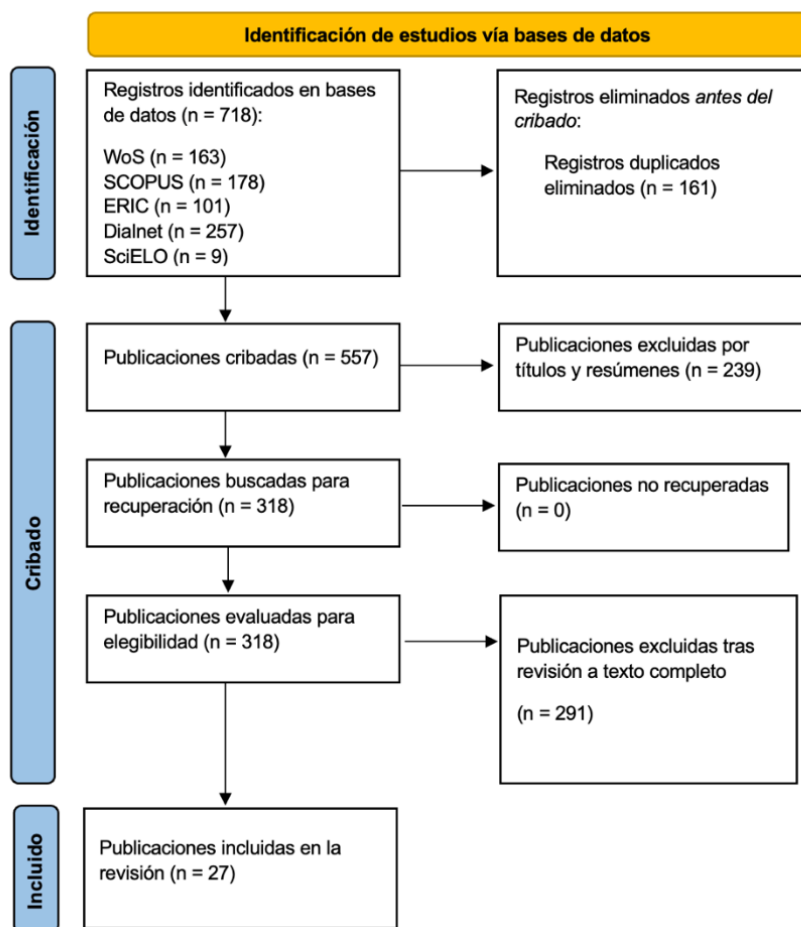 Identificación de estudios vía bases de datos
Identificación
Registros identificados en bases
de datos (n = 718):
WoS (n = 163)
SCOPUS (n = 178)
ERIC (n = 101)
Dialnet (n = 257)
SciELO (n = 9)
Registros eliminados antes del
cribado:
Registros duplicados
eliminados (n = 161)
Cribado
Publicaciones cribadas (n = 557)
Publicaciones excluidas por
títulos y resúmenes (n = 239)
Publicaciones buscadas para
recuperación (n = 318)
Publicaciones no recuperadas
(n = 0)
Publicaciones evaluadas para
elegibilidad (n = 318)
Publicaciones excluidas tras
revisión a texto completo
(n = 291)
Incluido
Publicaciones incluidas en la
revisión (n = 27)